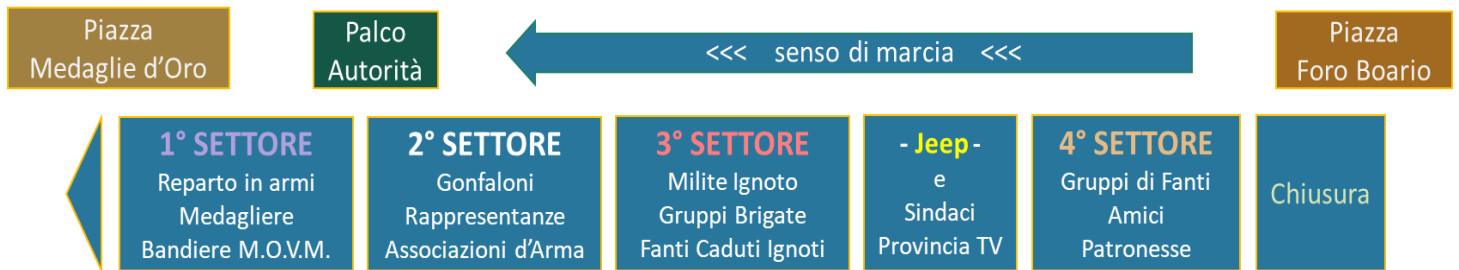 Piazza
Medaglie d’Oro
Palco
Autorità
<<< senso di marcia <<<
Piazza
Foro Boario
1° SETTORE
Reparto in armi
Medagliere
Bandiere M.O.V.M.
2° SETTORE
Gonfaloni
Rappresentanze
Associazioni d’Arma
3° SETTORE
Milite Ignoto
Gruppi Brigate
Fanti Caduti Ignoti
- Jeep -
e
Sindaci
Provincia TV
4° SETTORE
Gruppi di Fanti
Amici
Patronesse
Chiusura